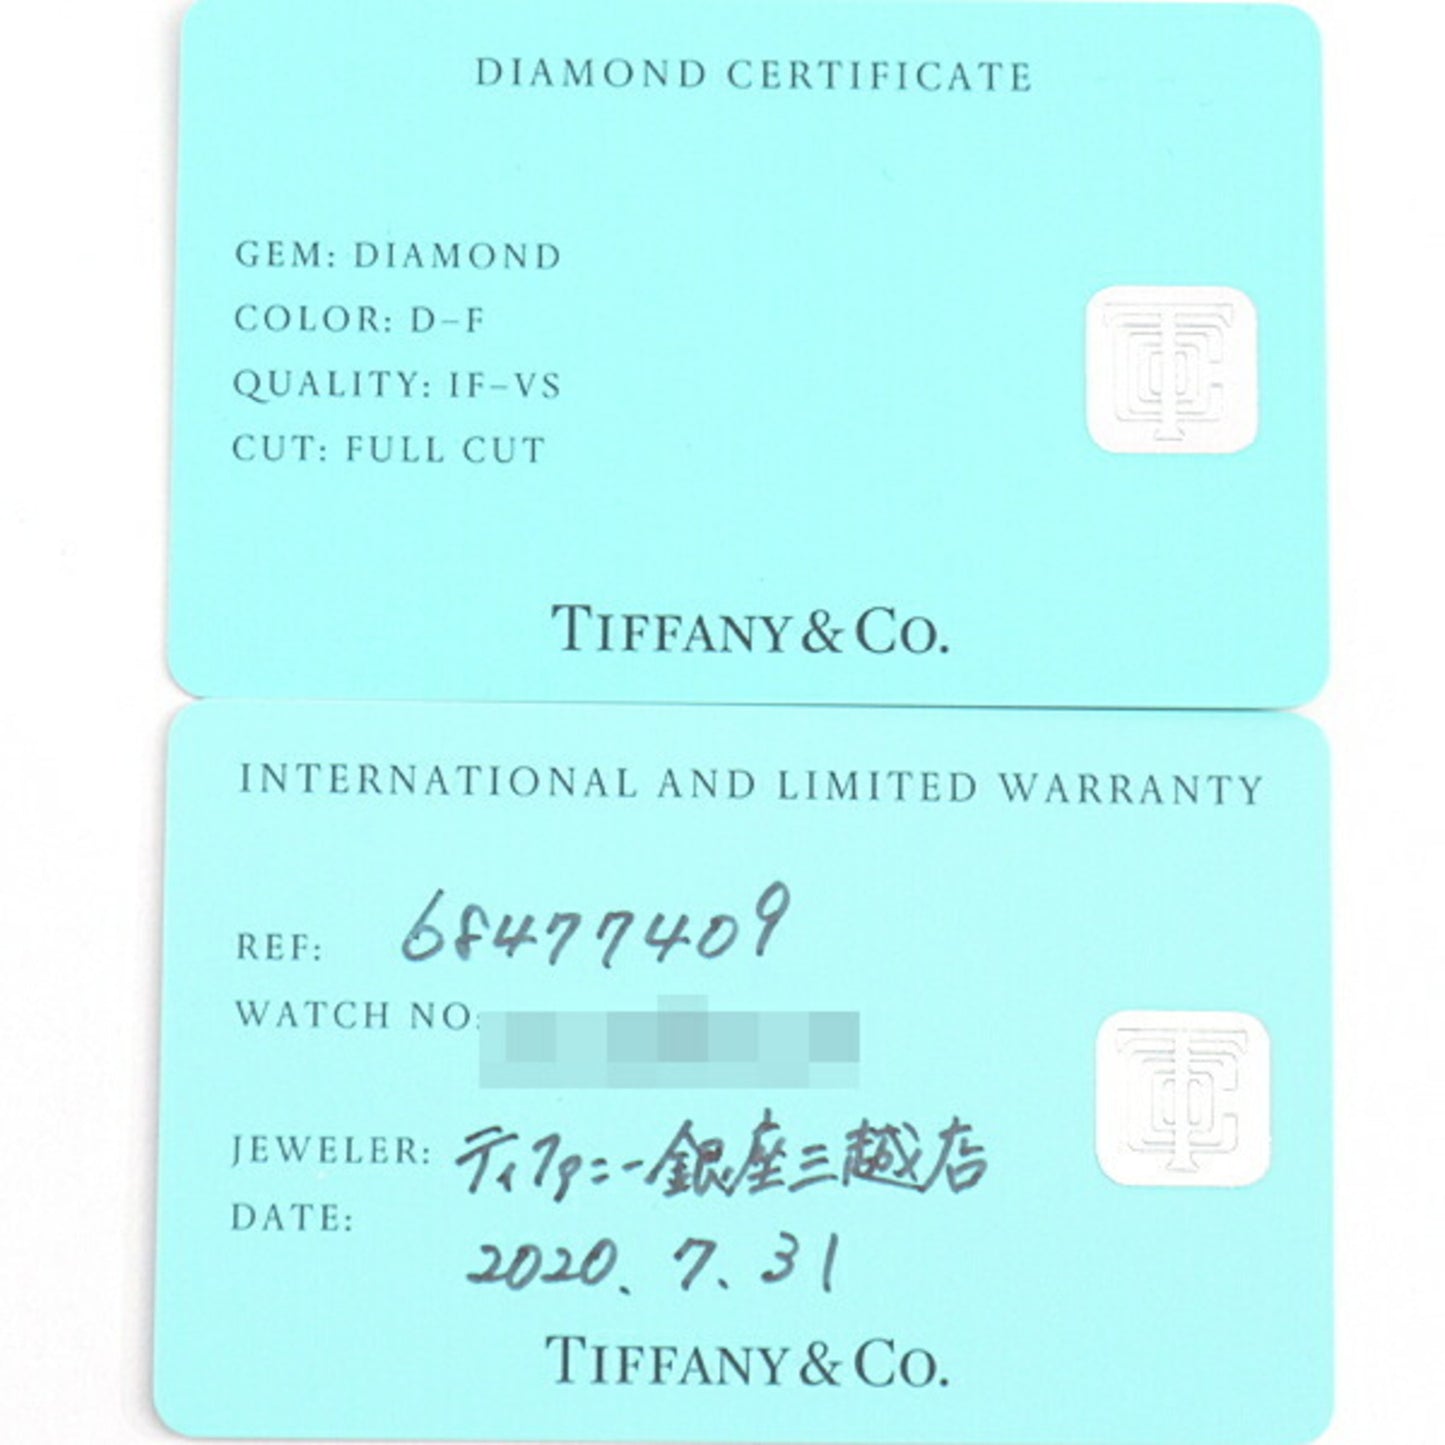 DIAMOND CERTIFICATE
GEM: DIAMOND
COLOR: D–F
QUALITY: IF–VS
CUT: FULL CUT
TIFFANY & CO.
INTERNATIONAL AND LIMITED WARRANTY
REF: 68477409
WATCH NO:
JEWELER: ティファニー銀座三越店
DATE: 2020.7.31
TIFFANY & CO.